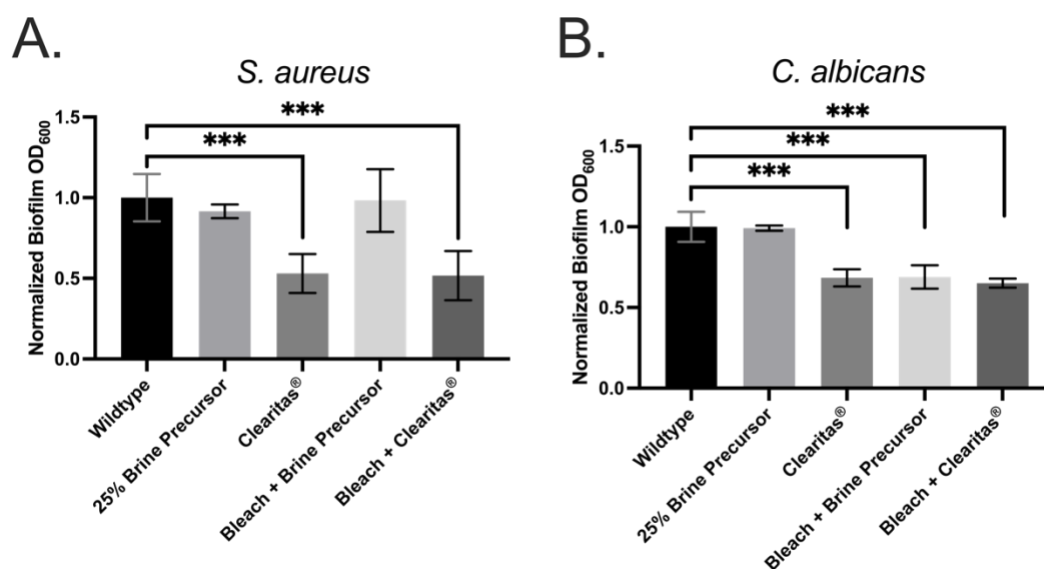 A.
S. aureus
***
***
Normalized Biofilm OD600
1.5
1.0
0.5
0.0
Wildtype
25% Brine Precursor
Clearitas®
Bleach + Brine Precursor
Bleach + Clearitas®
B.
C. albicans
***
***
***
Normalized Biofilm OD600
1.5
1.0
0.5
0.0
Wildtype
25% Brine Precursor
Clearitas®
Bleach + Brine Precursor
Bleach + Clearitas®